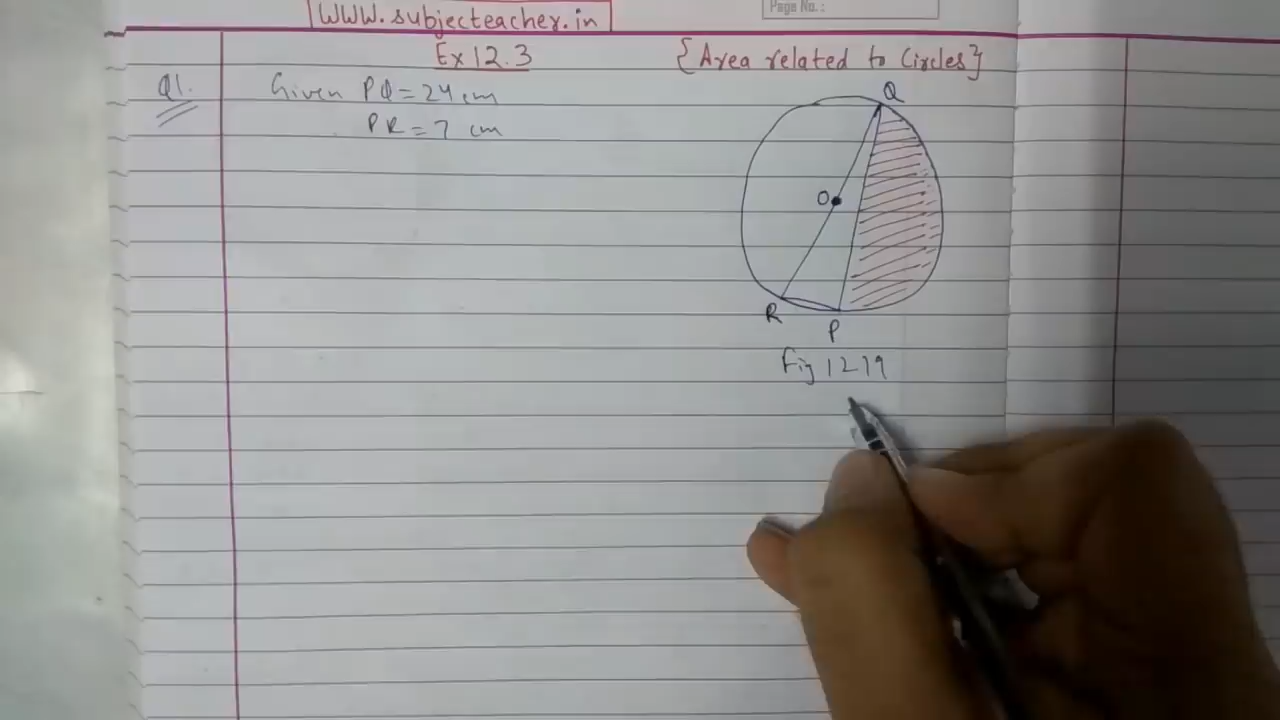 WWW.subjecteacher.in
Page No.:
Ex 12.3
{Area related to Circles}
Q1.
Given PQ = 24 cm
PR = 7 cm
Q
O
R
P
Fig 12.19